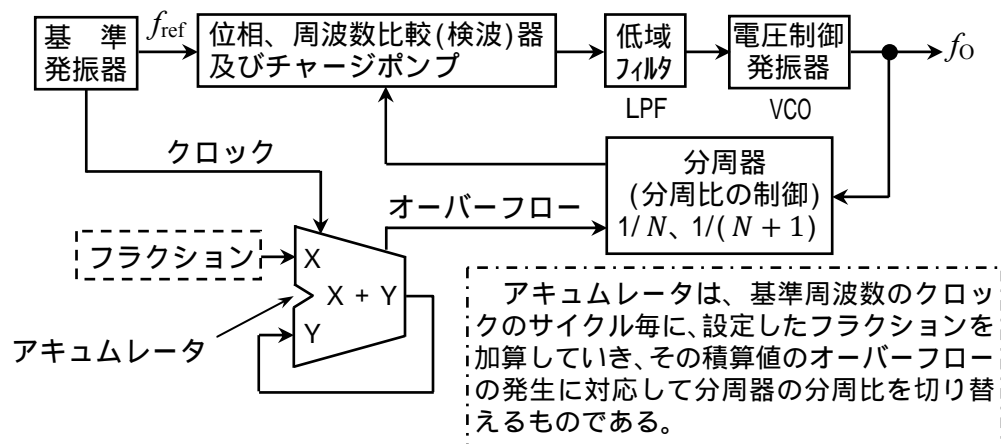 基 準
発振器
fref
位相、周波数比較(検波)器
及びチャージポンプ
低域
フィルタ
LPF
電圧制御
発振器
VCO
fO
クロック
分周器
(分周比の制御)
1/N、1/(N + 1)
オーバーフロー
フラクション
X
X + Y
Y
アキュムレータ
アキュムレータは、基準周波数のクロッ
クのサイクル毎に、設定したフラクションを
加算していき、その積算値のオーバーフロー
の発生に対応して分周器の分周比を切り替
えるものである。